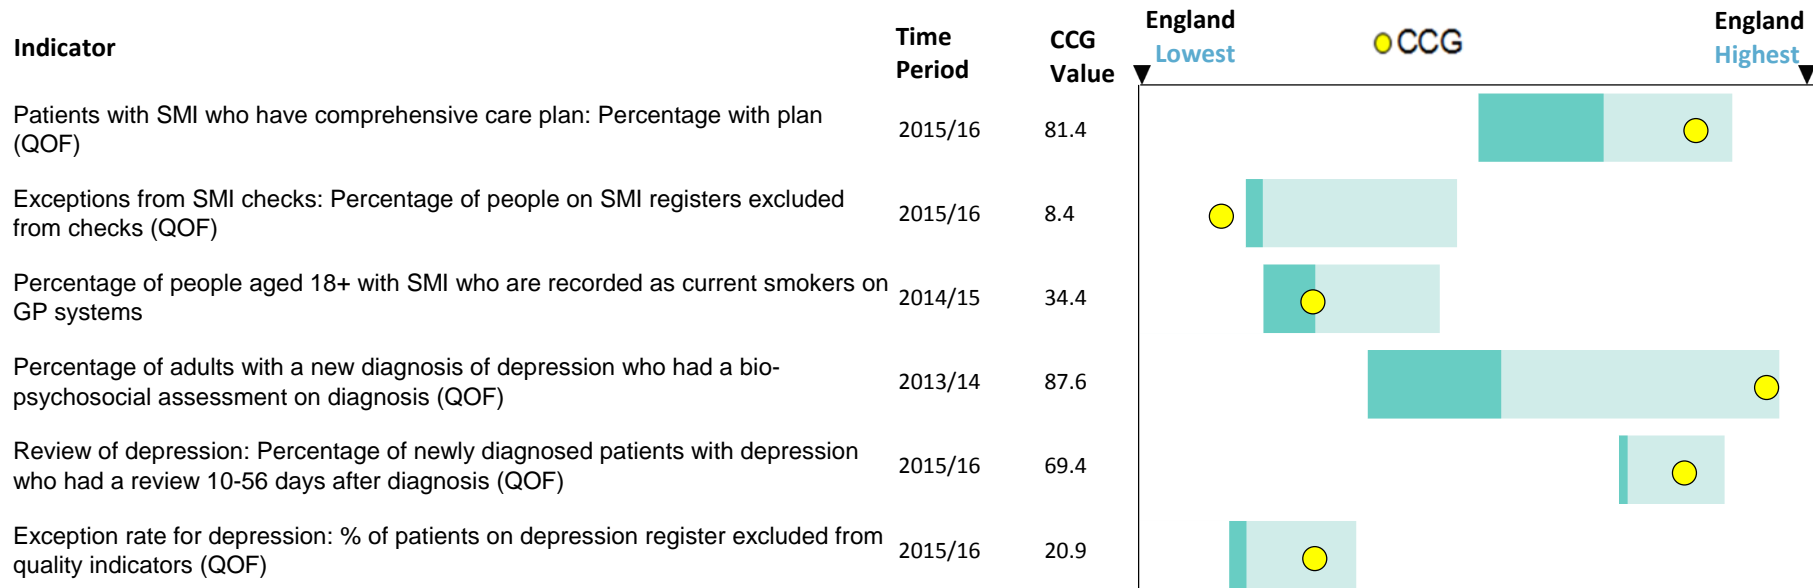 Indicator
Time
Period
CCG
Value
England
Lowest
CCG
England
Highest
Patients with SMI who have comprehensive care plan: Percentage with plan
(QOF)
2015/16
81.4
Exceptions from SMI checks: Percentage of people on SMI registers excluded
from checks (QOF)
2015/16
8.4
Percentage of people aged 18+ with SMI who are recorded as current smokers on
GP systems
2014/15
34.4
Percentage of adults with a new diagnosis of depression who had a bio-
psychosocial assessment on diagnosis (QOF)
2013/14
87.6
Review of depression: Percentage of newly diagnosed patients with depression
who had a review 10-56 days after diagnosis (QOF)
2015/16
69.4
Exception rate for depression: % of patients on depression register excluded from
quality indicators (QOF)
2015/16
20.9